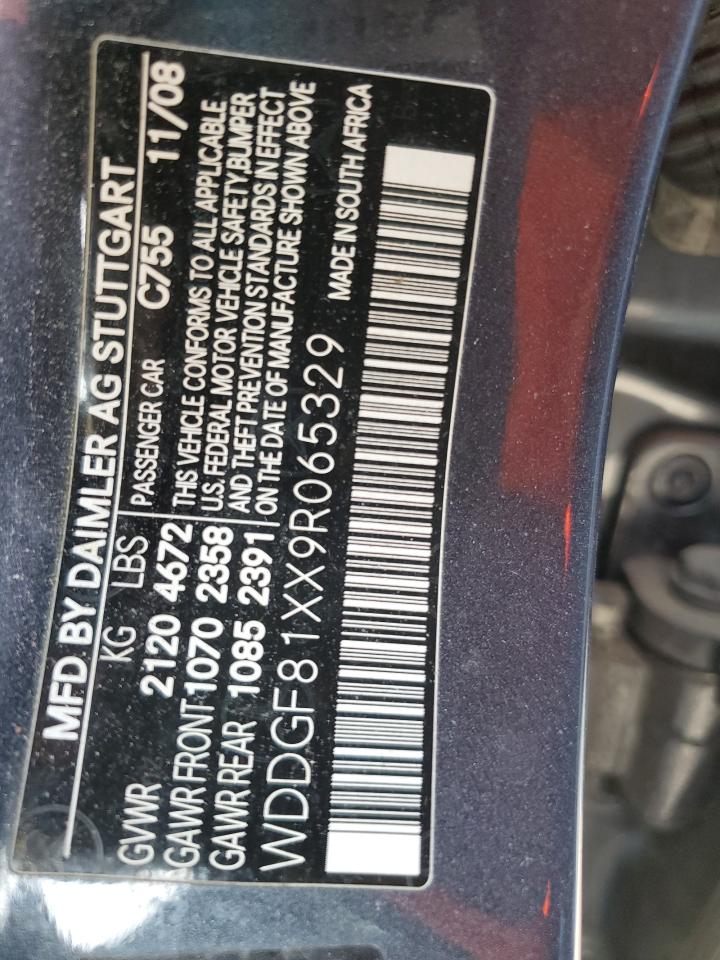 MFD. BY DAIMLER AG STUTTGART
KG LBS PASSENGER CAR C755 11/08
GVWR 2120 4672
GAWR FRONT 1070 2358
GAWR REAR 1085 2391
THIS VEHICLE CONFORMS TO ALL APPLICABLE
U.S. FEDERAL MOTOR VEHICLE SAFETY, BUMPER
AND THEFT PREVENTION STANDARDS IN EFFECT
ON THE DATE OF MANUFACTURE SHOWN ABOVE
WDDGF81XX9R065329 MADE IN SOUTH AFRICA